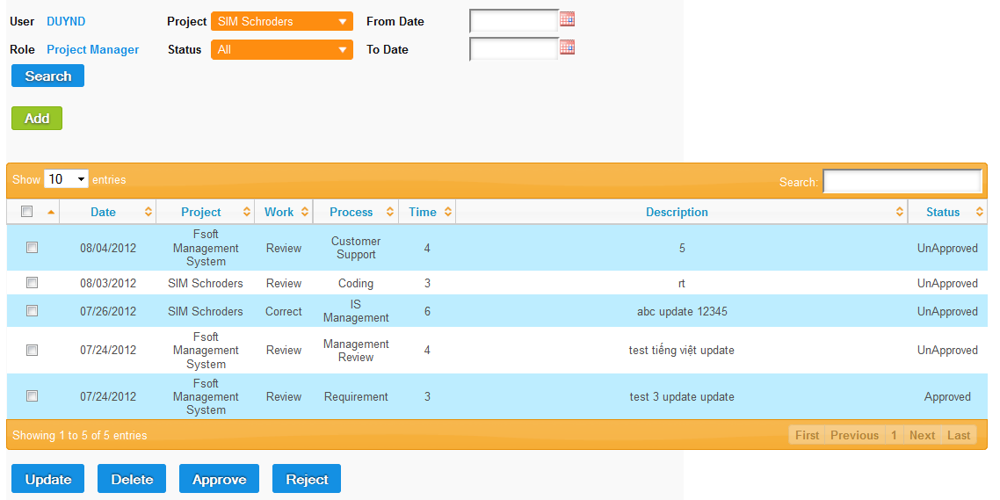 User DUYND Project SIM Schroders From Date
Role Project Manager Status All To Date
Search
Add
Show 10 entries Search:
Date Project Work Process Time Description Status
08/04/2012 Fsoft Management System Review Customer Support 4 5 UnApproved
08/03/2012 SIM Schroders Review Coding 3 rt UnApproved
07/26/2012 SIM Schroders Correct IS Management 6 abc update 12345 UnApproved
07/24/2012 Fsoft Management System Review Management Review 4 test tiếng việt update UnApproved
07/24/2012 Fsoft Management System Review Requirement 3 test 3 update update Approved
Showing 1 to 5 of 5 entries First Previous 1 Next Last
Update Delete Approve Reject